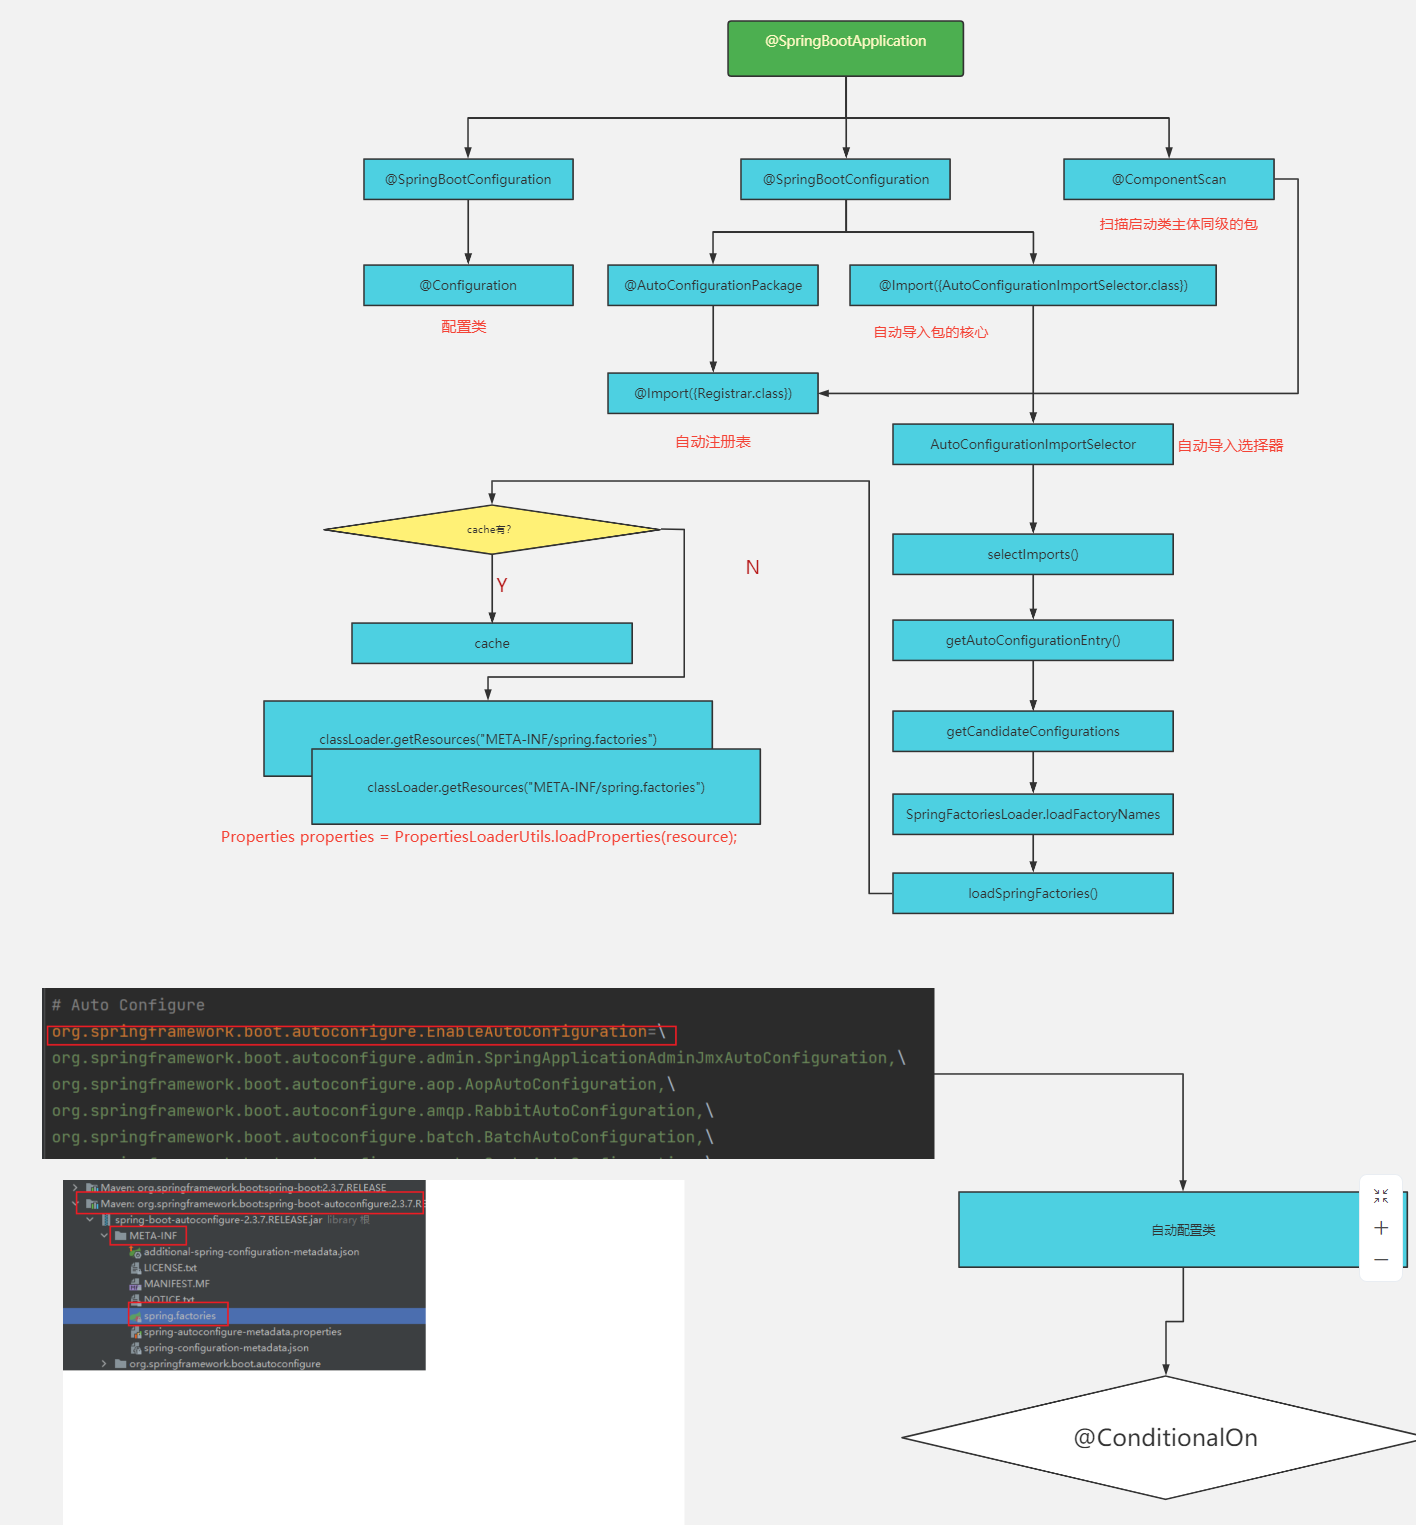 @SpringBootApplication
@SpringBootConfiguration
@SpringBootConfiguration
@ComponentScan
扫描启动类主体同级的包
@Configuration
@AutoConfigurationPackage
@Import({AutoConfigurationImportSelector.class})
配置类
自动导入包的核心
@Import({Registrar.class})
自动注册表
AutoConfigurationImportSelector
自动导入选择器
cache有?
N
Y
selectImports()
cache
getAutoConfigurationEntry()
classLoader.getResources("META-INF/spring.factories")
getCandidateConfigurations
classLoader.getResources("META-INF/spring.factories")
SpringFactoriesLoader.loadFactoryNames
Properties properties = PropertiesLoaderUtils.loadProperties(resource);
loadSpringFactories()
# Auto Configure
org.springframework.boot.autoconfigure.EnableAutoConfiguration=\
org.springframework.boot.autoconfigure.admin.SpringApplicationAdminJmxAutoConfiguration,\
org.springframework.boot.autoconfigure.aop.AopAutoConfiguration,\
org.springframework.boot.autoconfigure.amqp.RabbitAutoConfiguration,\
org.springframework.boot.autoconfigure.batch.BatchAutoConfiguration,\
Maven: org.springframework.boot:spring-boot:2.3.7.RELEASE
Maven: org.springframework.boot:spring-boot-autoconfigure:2.3.7.RE
spring-boot-autoconfigure-2.3.7.RELEASE.jar library 根
META-INF
additional-spring-configuration-metadata.json
LICENSE.txt
MANIFEST.MF
NOTICE.txt
spring.factories
spring-autoconfigure-metadata.properties
spring-configuration-metadata.json
org.springframework.boot.autoconfigure
自动配置类
@ConditionalOn